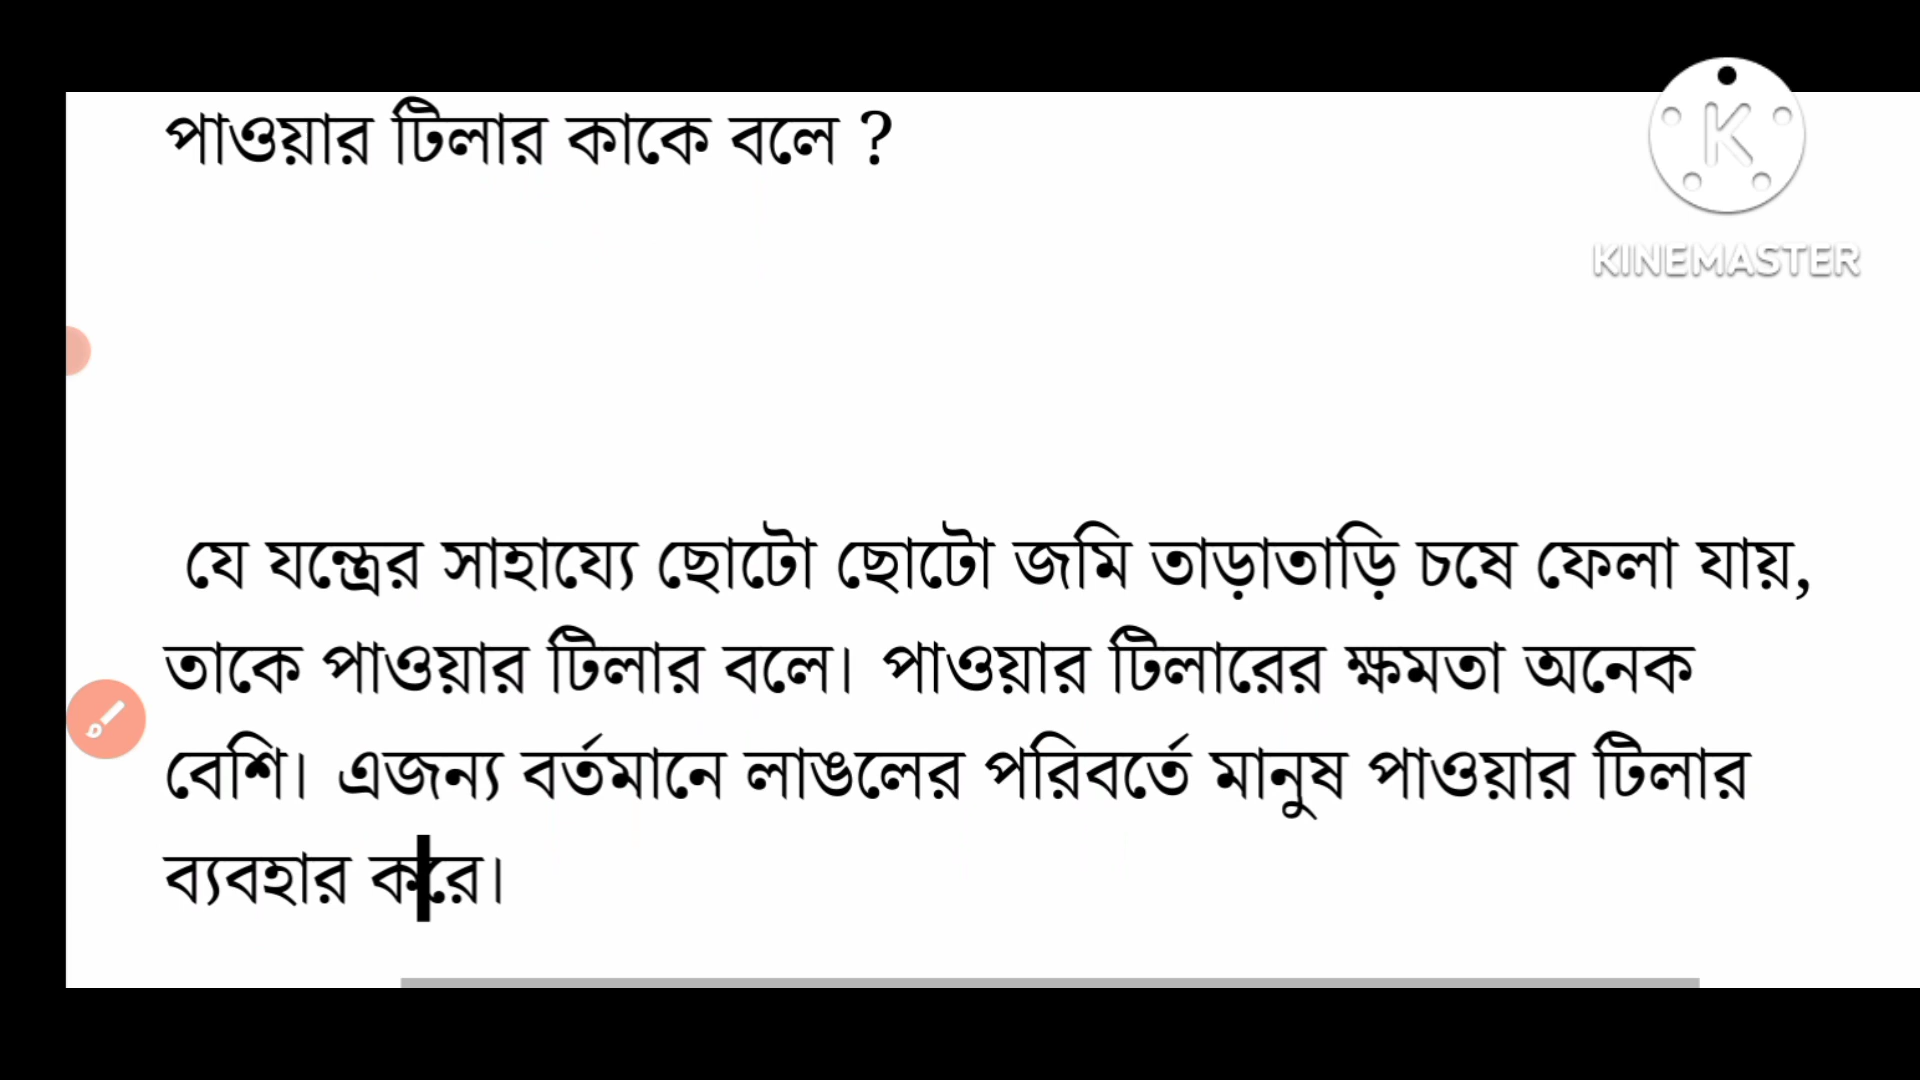 পাওয়ার টিলার কাকে বলে ?
KINEMASTER
যে যন্ত্রের সাহায্যে ছোটো ছোটো জমি তাড়াতাড়ি চষে ফেলা যায়,
তাকে পাওয়ার টিলার বলে। পাওয়ার টিলারের ক্ষমতা অনেক
বেশি। এজন্য বর্তমানে লাঙলের পরিবর্তে মানুষ পাওয়ার টিলার
ব্যবহার করে।